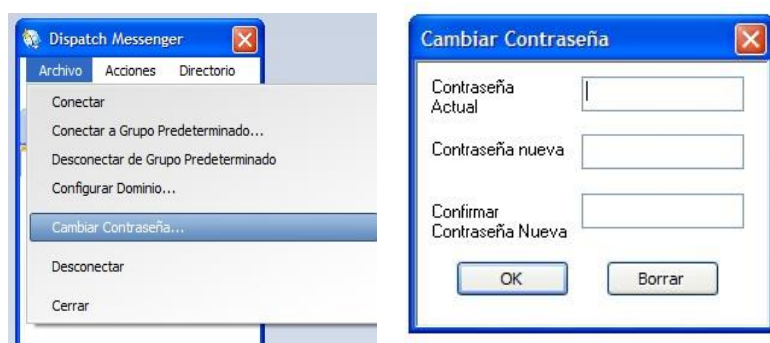 Dispatch Messenger
Archivo Acciones Directorio
Conectar
Conectar a Grupo Predeterminado...
Desconectar de Grupo Predeterminado
Configurar Dominio...
Cambiar Contraseña...
Desconectar
Cerrar
Cambiar Contraseña
Contraseña
Actual
Contraseña nueva
Confirmar
Contraseña Nueva
OK Borrar